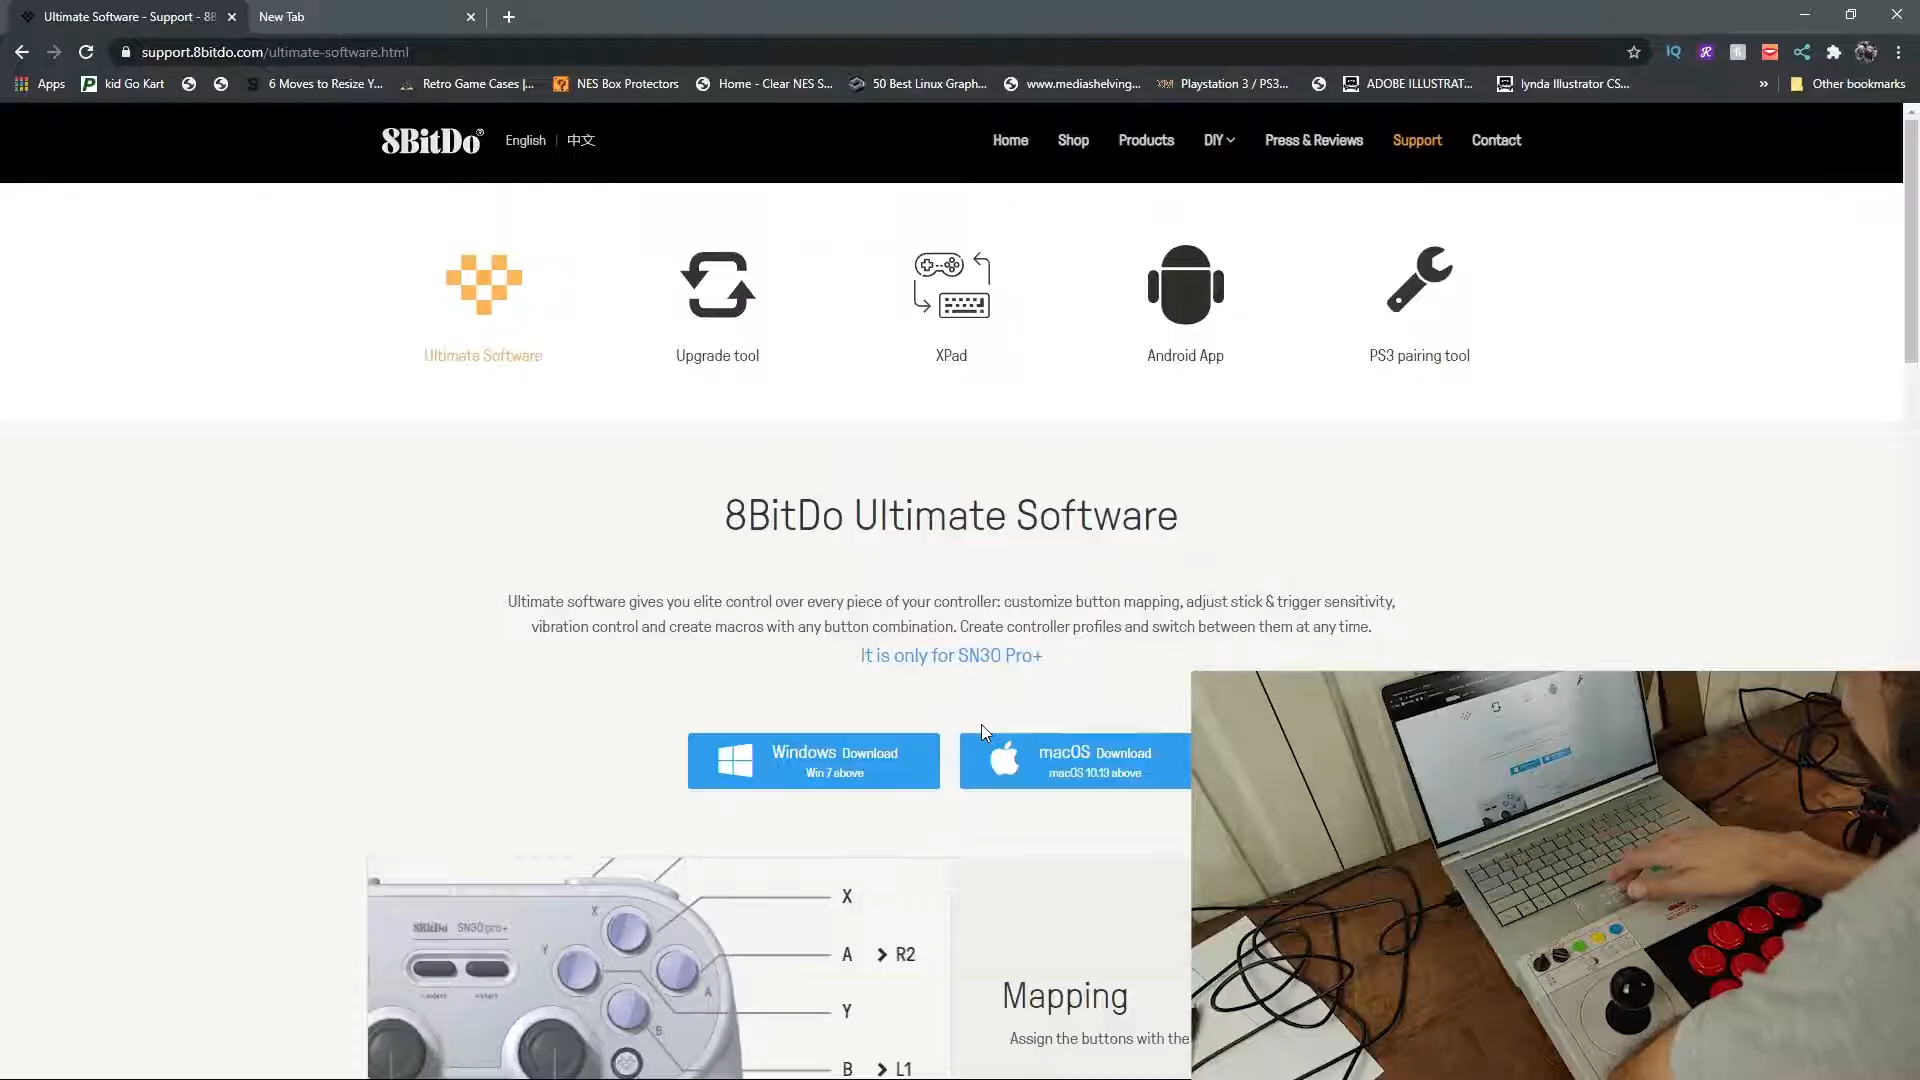 Ultimate Software - Support - 8B
New Tab
support.8bitdo.com/ultimate-software.html
Apps
kid Go Kart
6 Moves to Resize Y...
Retro Game Cases |...
NES Box Protectors
Home - Clear NES S...
50 Best Linux Graph...
www.mediashelving...
Playstation 3 / PS3...
ADOBE ILLUSTRAT...
lynda Illustrator CS...
»
Other bookmarks
8BitDo
English | 中文
Home
Shop
Products
DIY
Press & Reviews
Support
Contact
Ultimate Software
Upgrade tool
XPad
Android App
PS3 pairing tool
8BitDo Ultimate Software
Ultimate software gives you elite control over every piece of your controller: customize button mapping, adjust stick & trigger sensitivity,
vibration control and create macros with any button combination. Create controller profiles and switch between them at any time.
It is only for SN30 Pro+
Windows Download
Win 7 above
macOS Download
macOS 10.13 above
8BitDo SN30 pro+
X
Y
A
B
X
A > R2
Y
B > L1
Mapping
Assign the buttons with the